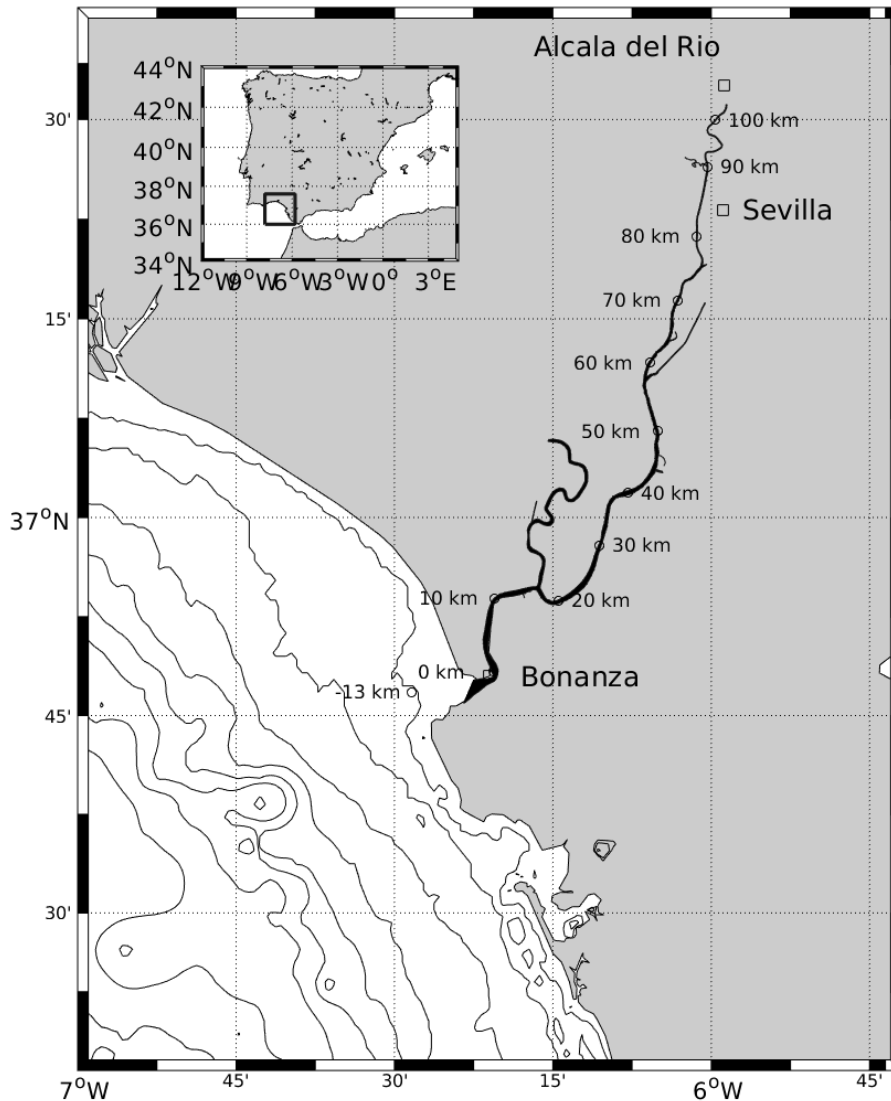 Alcala del Rio
44°N
42°N
40°N
38°N
36°N
34°N
12°W 9°W 6°W 3°W 0° 3°E
30'
100 km
90 km
Sevilla
80 km
70 km
15'
60 km
50 km
40 km
37°N
30 km
10 km
20 km
0 km
Bonanza
-13 km
45'
30'
7°W
45'
30'
15'
6°W
45'